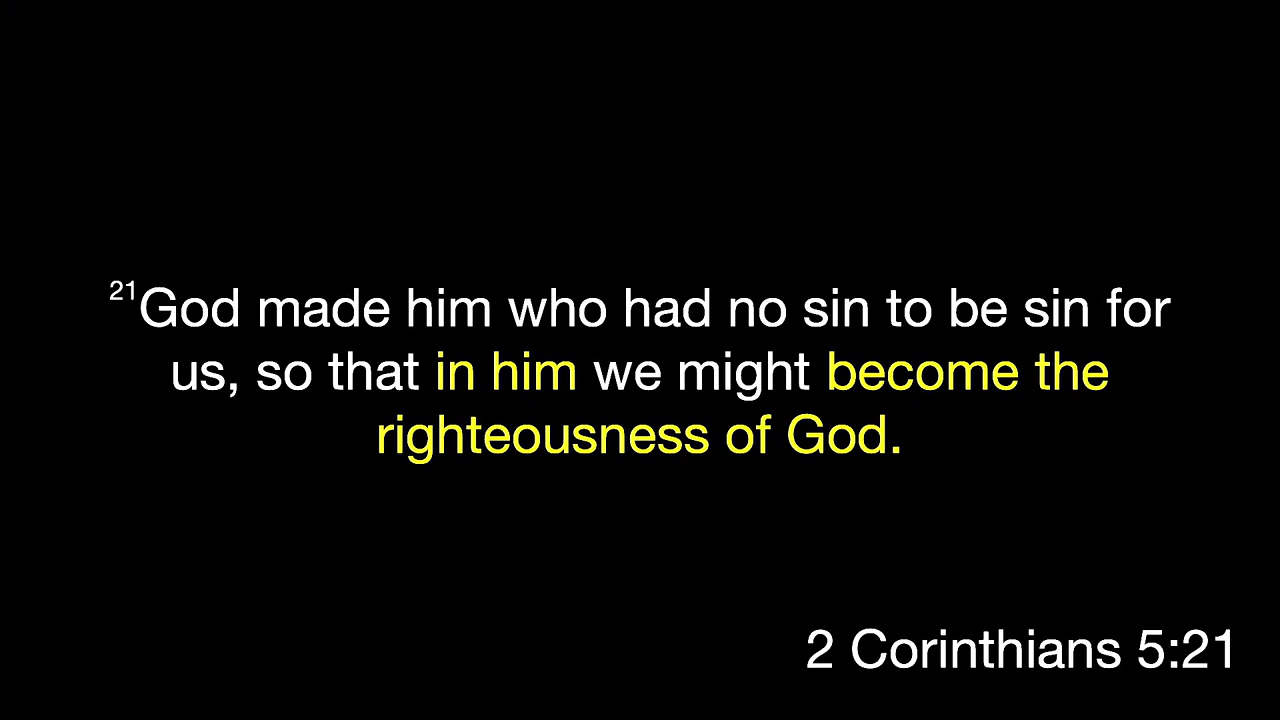 21God made him who had no sin to be sin for
us, so that in him we might become the
righteousness of God.
2 Corinthians 5:21